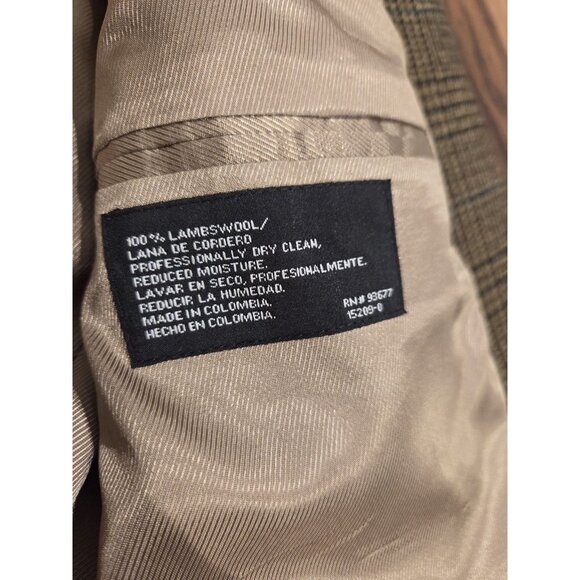 100% LAMBSWOOL/
LANA DE CORDERO
PROFESSIONALLY DRY CLEAN,
REDUCED MOISTURE.
LAVAR EN SECO, PROFESIONALMENTE.
REDUCIR LA HUMEDAD.
MADE IN COLOMBIA.
HECHO EN COLOMBIA.
RN# 93677
15209-0